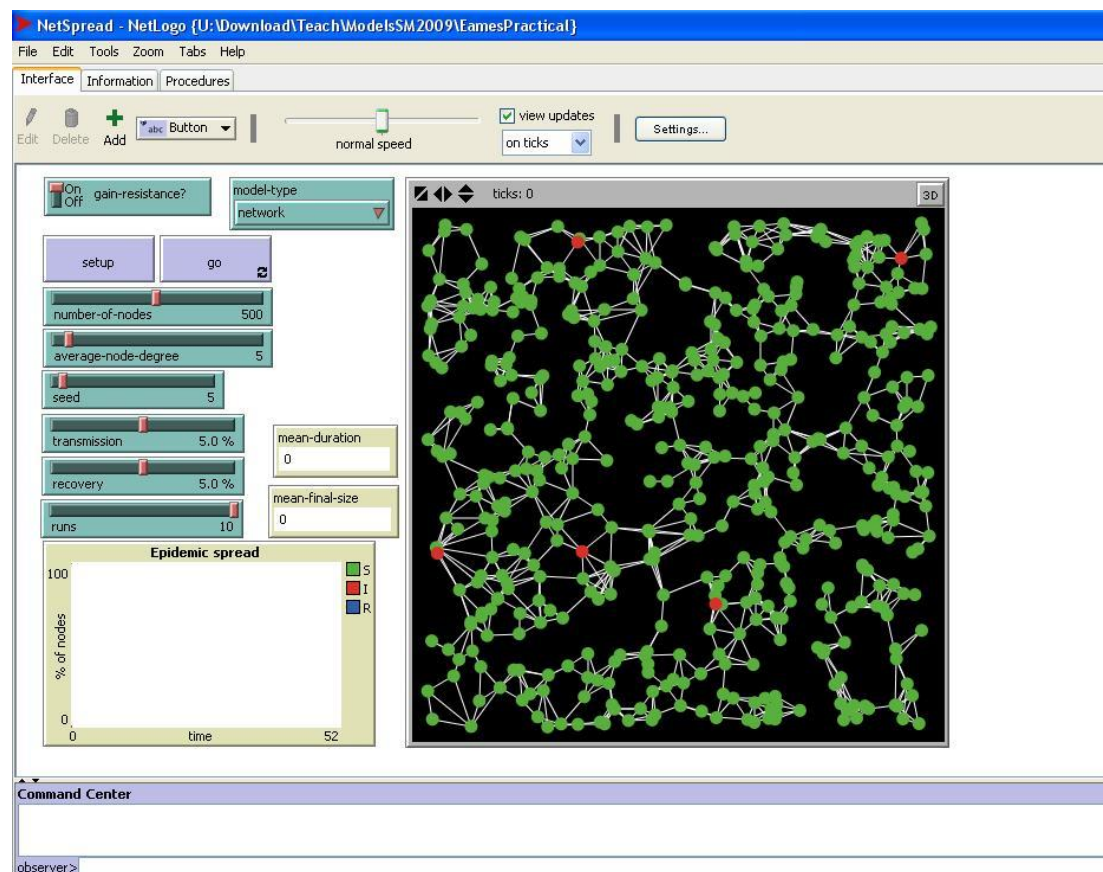 NetSpread - NetLogo {U:\Download\Teach\ModelsSM2009\EamesPractical}
File Edit Tools Zoom Tabs Help
Interface Information Procedures
Edit Delete Add abc Button normal speed view updates on ticks Settings...
On
Off
gain-resistance?
model-type
network
ticks: 0
3D
setup
go
number-of-nodes 500
average-node-degree 5
seed 5
transmission 5.0 %
recovery 5.0 %
runs 10
mean-duration
0
mean-final-size
0
Epidemic spread
100
% of nodes
0
0 time 52
S
I
R
Command Center
observer>